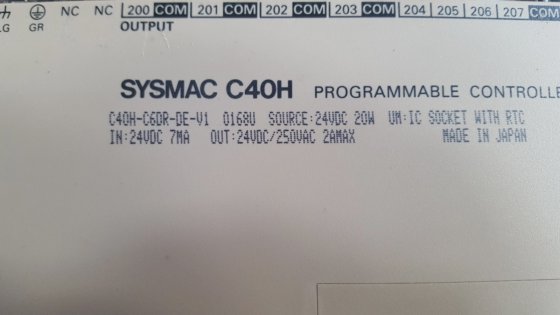 LG GR NC NC 200 COM 201 COM 202 COM 203 COM 204 205 206 207 COM
OUTPUT
SYSMAC C40H PROGRAMMABLE CONTROLLE
C40H-C6DR-DE-V1 0168U SOURCE:24VDC 20W UM:IC SOCKET WITH RTC
IN:24VDC 7MA OUT:24VDC/250VAC 2AMAX MADE IN JAPAN